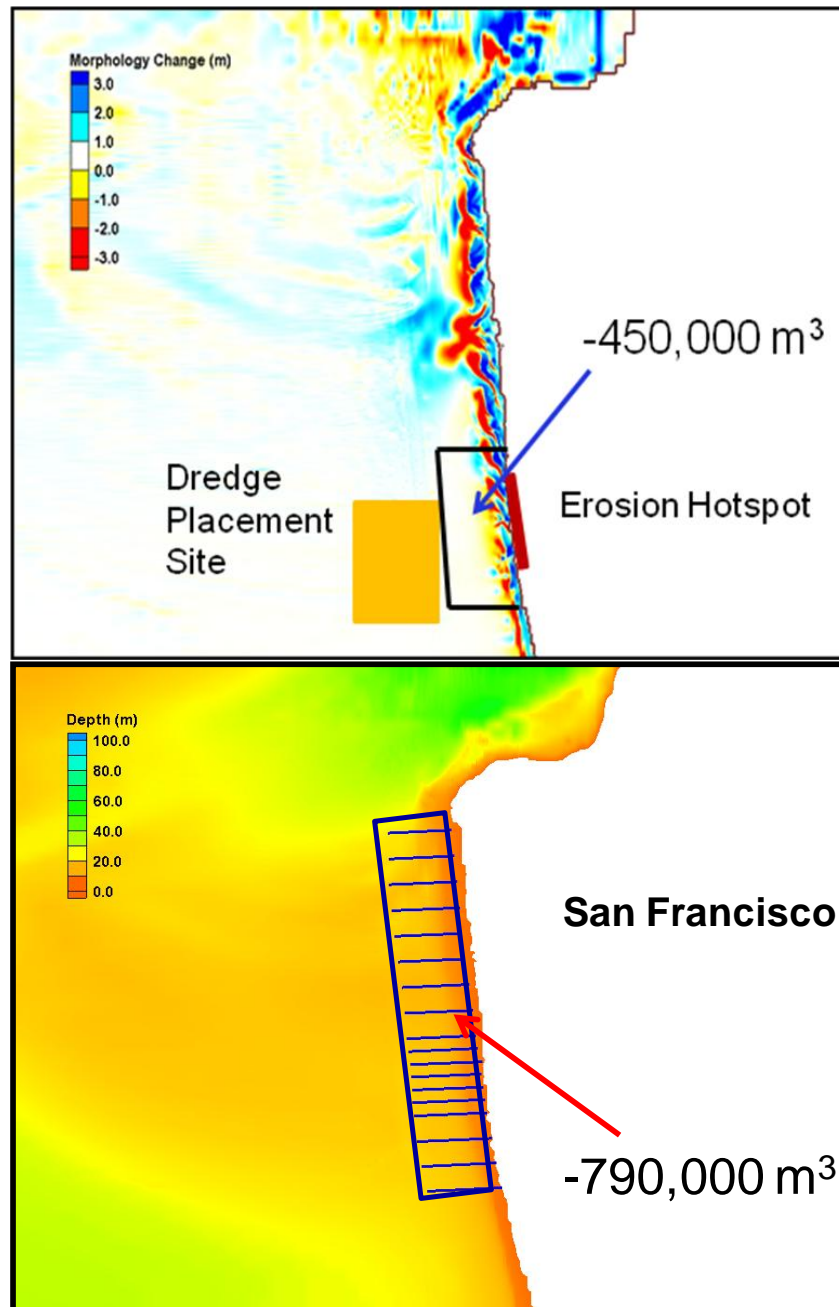 Morphology Change (m)
3.0
2.0
1.0
0.0
-1.0
-2.0
-3.0
-450,000 m³
Dredge
Placement
Site
Erosion Hotspot
Depth (m)
100.0
80.0
60.0
40.0
20.0
0.0
San Francisco
-790,000 m³